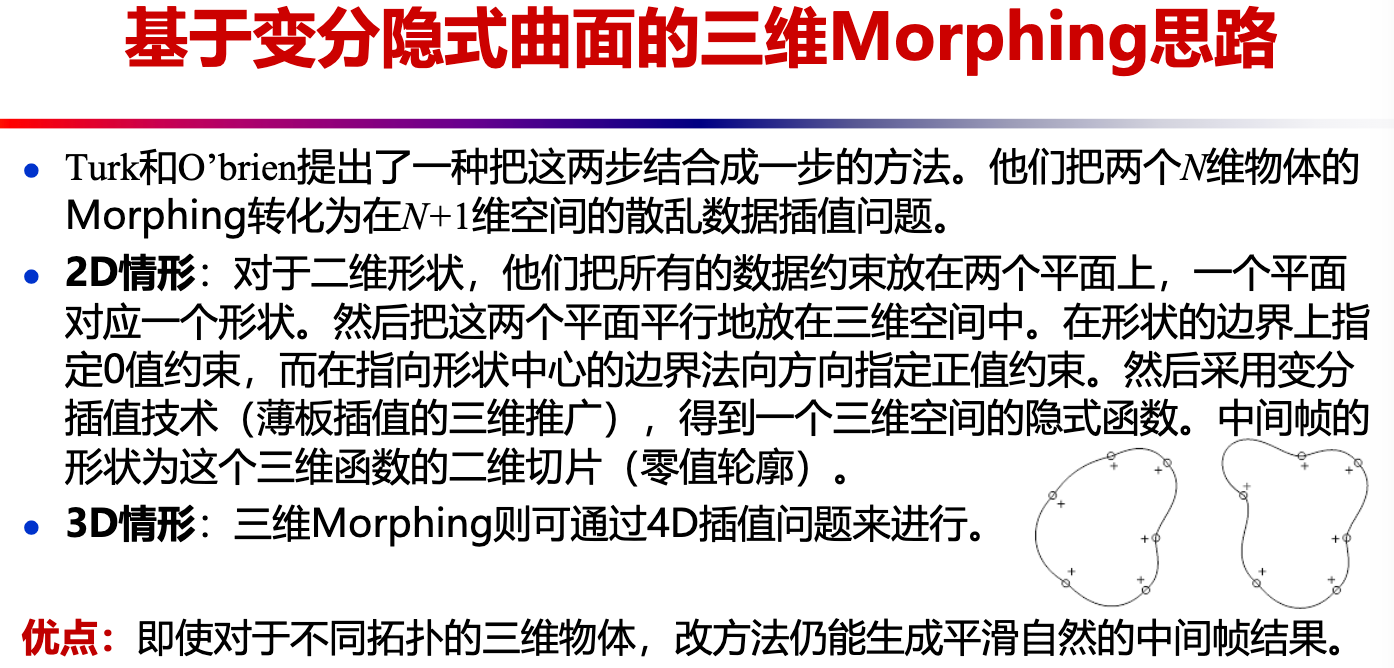 基于变分隐式曲面的三维Morphing思路
• Turk和O’brien提出了一种把这两步结合成一步的方法。他们把两个N维物体的
Morphing转化为在N+1维空间的散乱数据插值问题。
• 2D情形：对于二维形状，他们把所有的数据约束放在两个平面上，一个平面
对应一个形状。然后把这两个平面平行地放在三维空间中。在形状的边界上指
定0值约束，而在指向形状中心的边界法向方向指定正值约束。然后采用变分
插值技术（薄板插值的三维推广），得到一个三维空间的隐式函数。中间帧的
形状为这个三维函数的二维切片（零值轮廓）。
• 3D情形：三维Morphing则可通过4D插值问题来进行。
优点：即使对于不同拓扑的三维物体，改方法仍能生成平滑自然的中间帧结果。